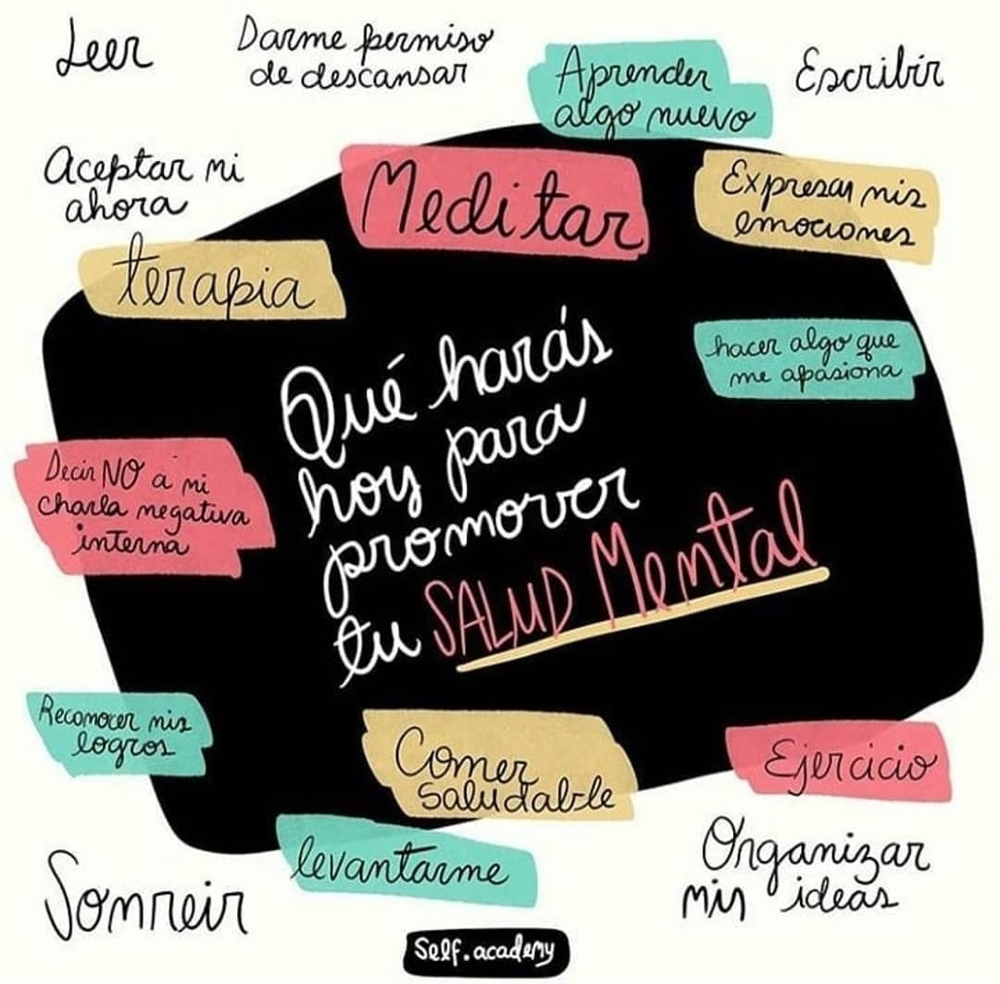 Leer
Darme permiso
de descansar
Aprender
algo nuevo
Escribir
Aceptar mi
ahora
Meditar
Expresar mis
emociones
terapia
hacer algo que
me apasiona
Qué harás
hoy para
promover
tu SALUD Mental
Decir NO a mi
charla negativa
interna
Reconocer mis
logros
Comer
saludable
Ejercicio
levantarme
Organizar
mis ideas
Sonreir
self.academy